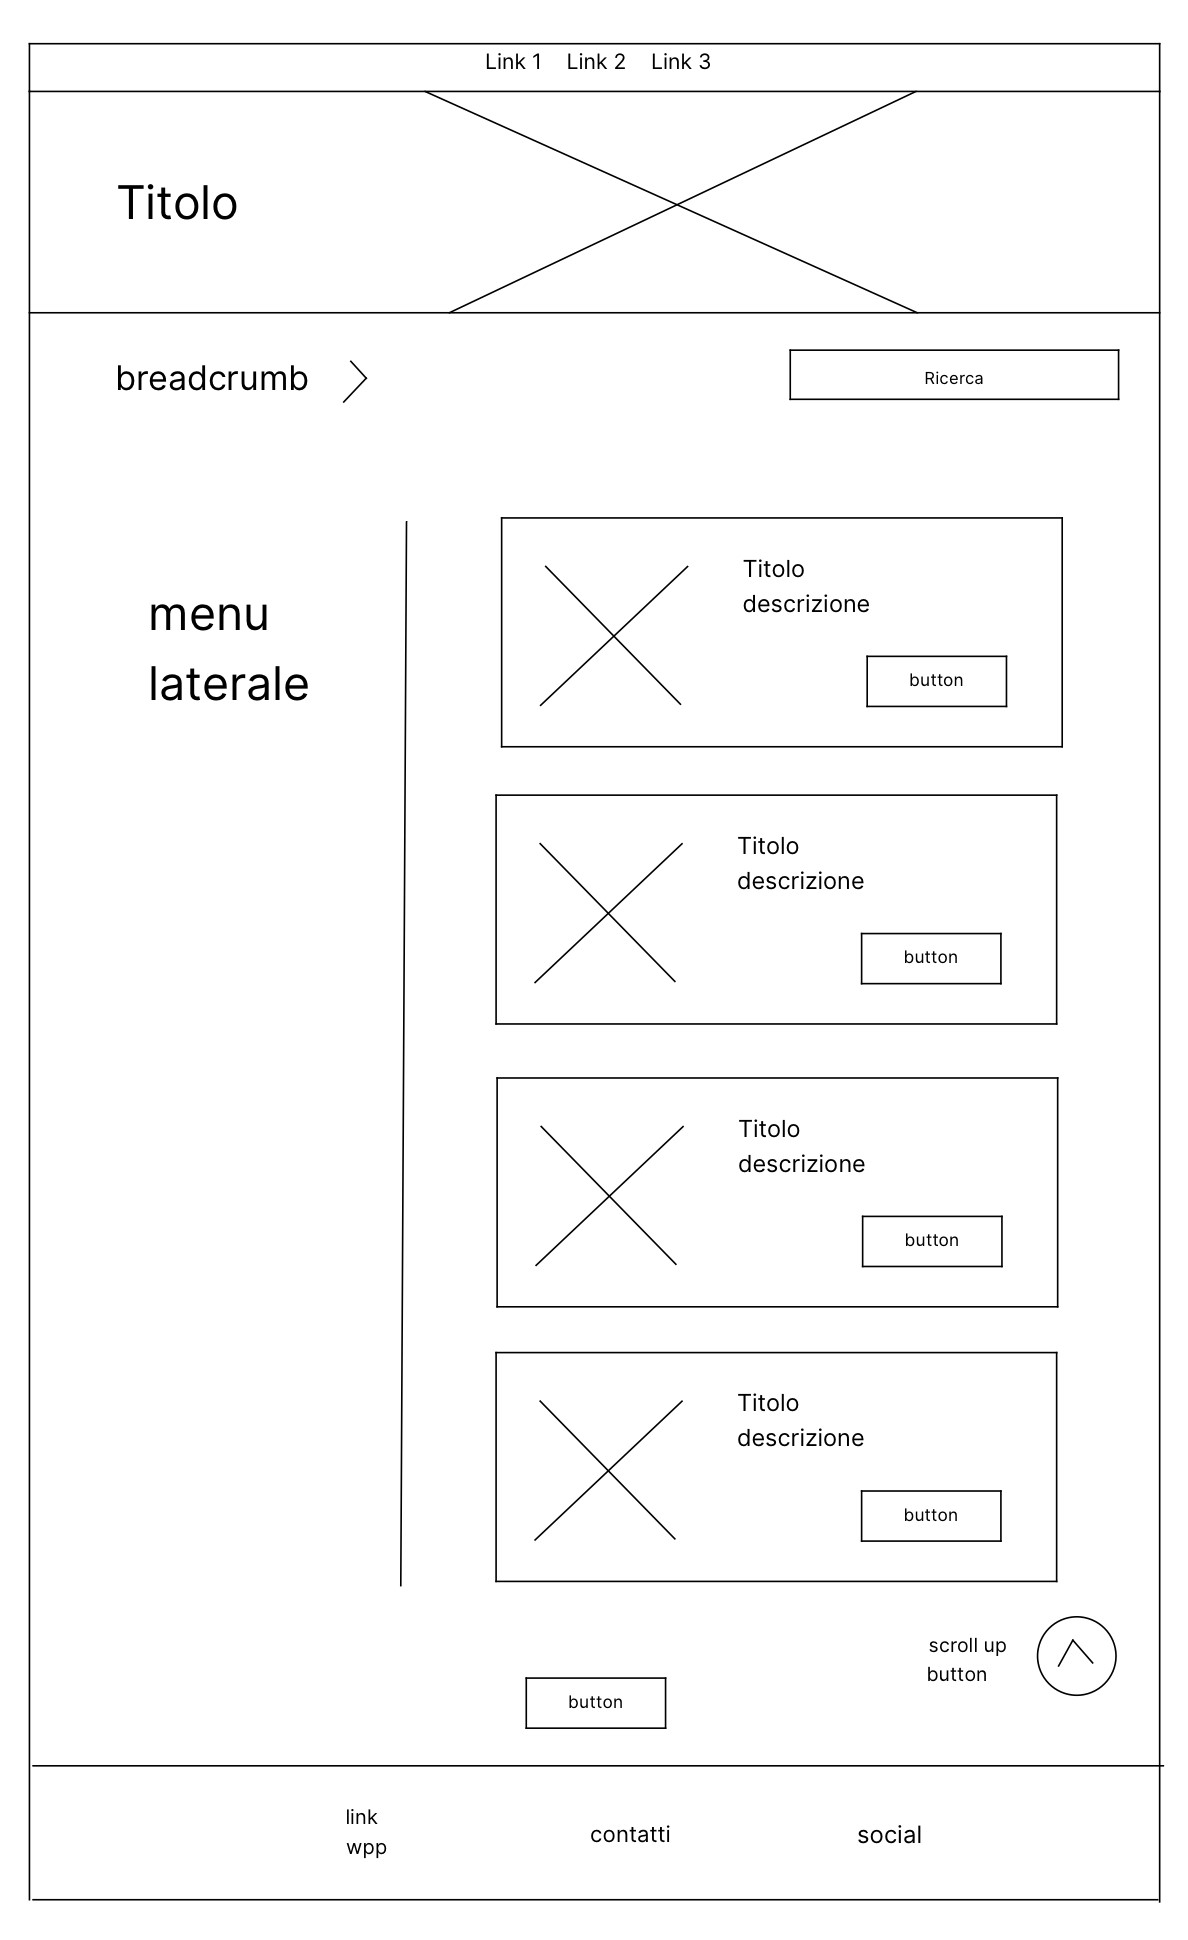 Link 1 Link 2 Link 3
Titolo
breadcrumb
Ricerca
menu
laterale
Titolo
descrizione
button
Titolo
descrizione
button
Titolo
descrizione
button
Titolo
descrizione
button
scroll up
button
button
link
wpp
contatti
social